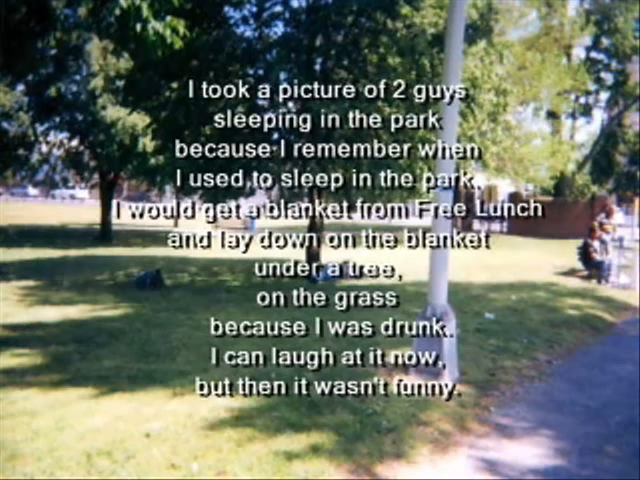 I took a picture of 2 guys
sleeping in the park
because I remember when
I used to sleep in the park.
I would get a blanket from Free Lunch
and lay down on the blanket
under a tree,
on the grass
because I was drunk.
I can laugh at it now,
but then it wasn't funny.